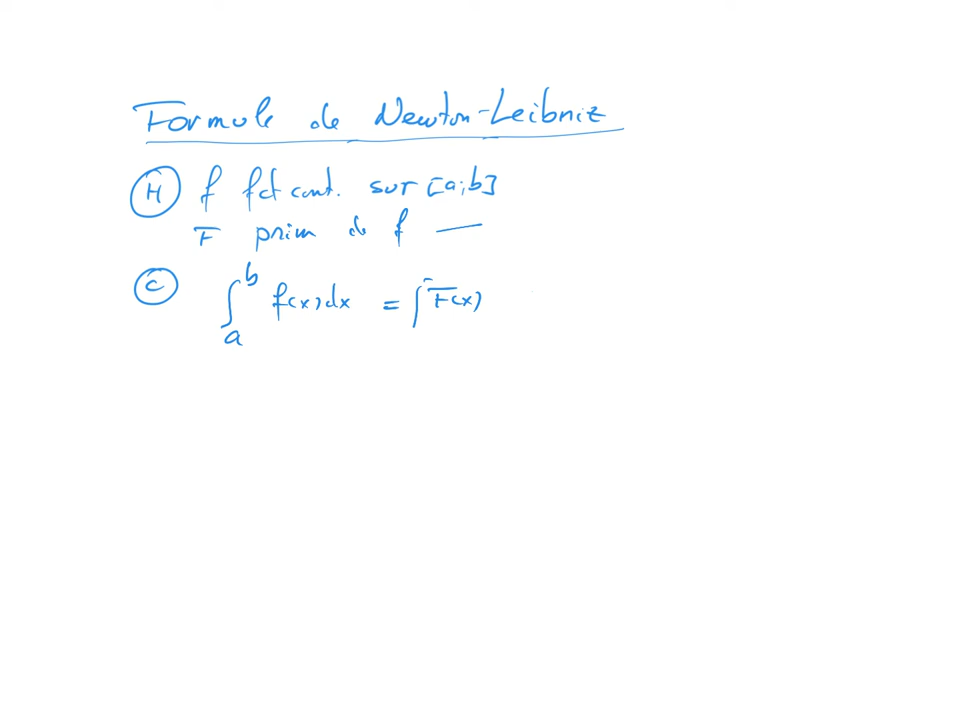 Formule de Newton-Leibniz
H f fct cont. sur [a;b]
F prim de f —
C ∫_a^b f(x)dx = [F(x)